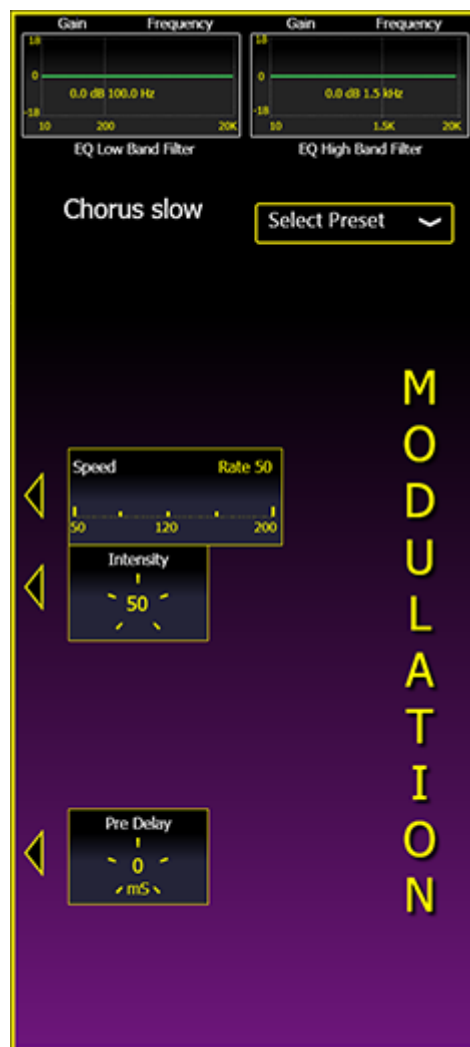 Gain Frequency Gain Frequency
18 18
0 0
0.0 dB 100.0 Hz 0.0 dB 1.5 kHz
-18 -18
10 200 20K 10 1.5K 20K
EQ Low Band Filter EQ High Band Filter
Chorus slow
Select Preset
MODULATION
Speed Rate 50
50 120 200
Intensity
50
Pre Delay
0
mS